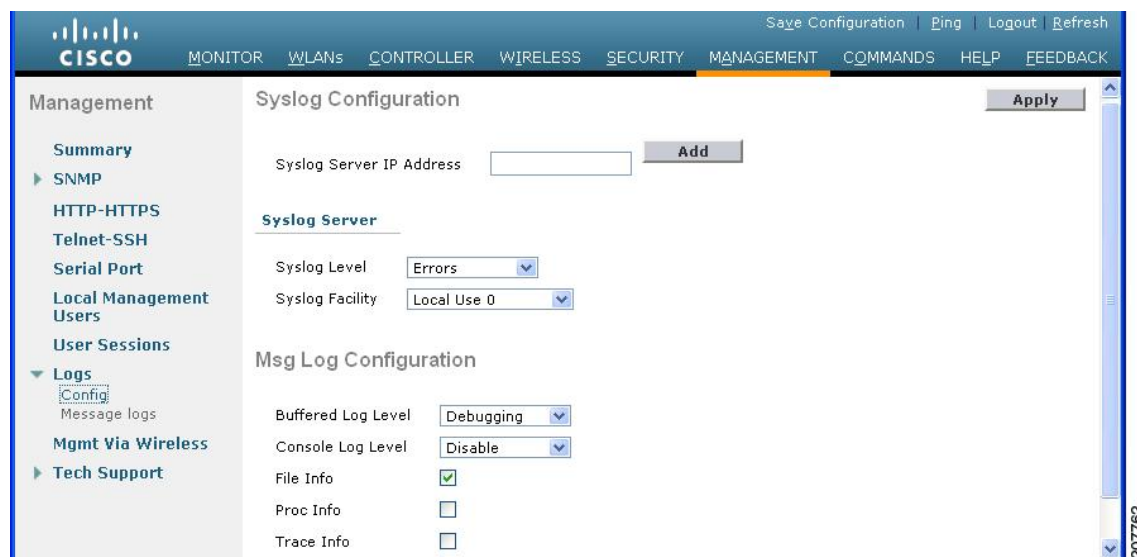 Save Configuration | Ping | Logout | Refresh
CISCO
MONITOR WLANs CONTROLLER WIRELESS SECURITY MANAGEMENT COMMANDS HELP FEEDBACK
Management
Summary
SNMP
HTTP-HTTPS
Telnet-SSH
Serial Port
Local Management
Users
User Sessions
Logs
Config
Message logs
Mgmt Via Wireless
Tech Support
Syslog Configuration
Apply
Syslog Server IP Address
Add
Syslog Server
Syslog Level Errors
Syslog Facility Local Use 0
Msg Log Configuration
Buffered Log Level Debugging
Console Log Level Disable
File Info
Proc Info
Trace Info